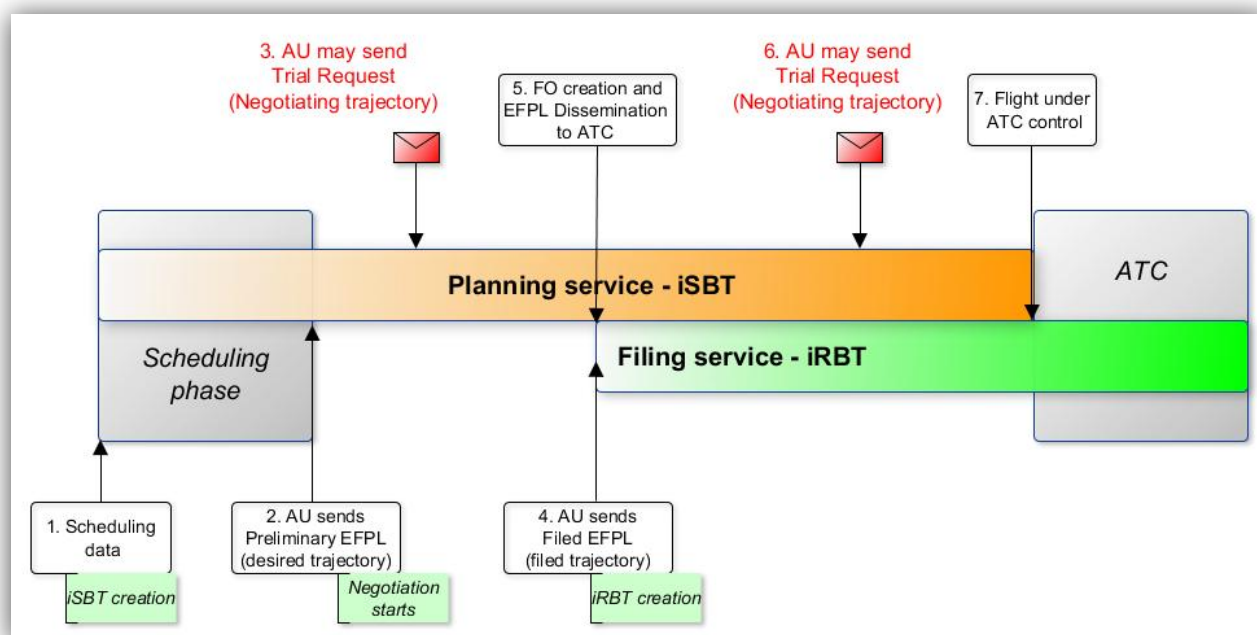 3. AU may send
Trial Request
(Negotiating trajectory)
6. AU may send
Trial Request
(Negotiating trajectory)
5. FO creation and
EFPL Dissemination
to ATC
7. Flight under
ATC control
Planning service - iSBT
ATC
Scheduling
phase
Filing service - iRBT
1. Scheduling
data
iSBT creation
2. AU sends
Preliminary EFPL
(desired trajectory)
Negotiation
starts
4. AU sends
Filed EFPL
(filed trajectory)
iRBT creation